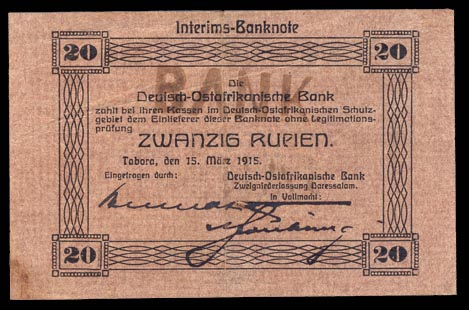 Interims-Banknote
20 20
BANK
Die
Deutsch-Ostafrikanische Bank
zahlt bei ihren Kassen im Deutsch-Ostafrikanischen Schutz-
gebiet dem Einlieferer dieser Banknote ohne Legitimations-
prüfung
ZWANZIG RUPIEN.
Tabora, den 15. März 1915.
Eingetragen durch: Deutsch-Ostafrikanische Bank
Zweigniederlassung Daressalam.
in Vollmacht:
20 20